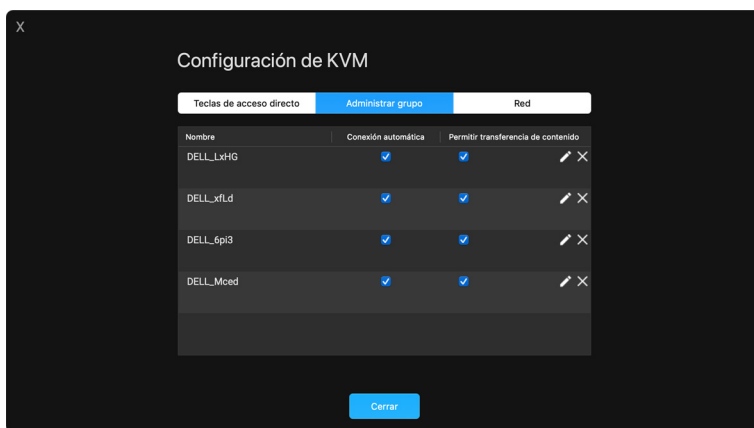 X
Configuración de KVM
Teclas de acceso directo Administrar grupo Red
Nombre Conexión automática Permitir transferencia de contenido
DELL_LxHG
DELL_xfLd
DELL_6pi3
DELL_Mced
Cerrar